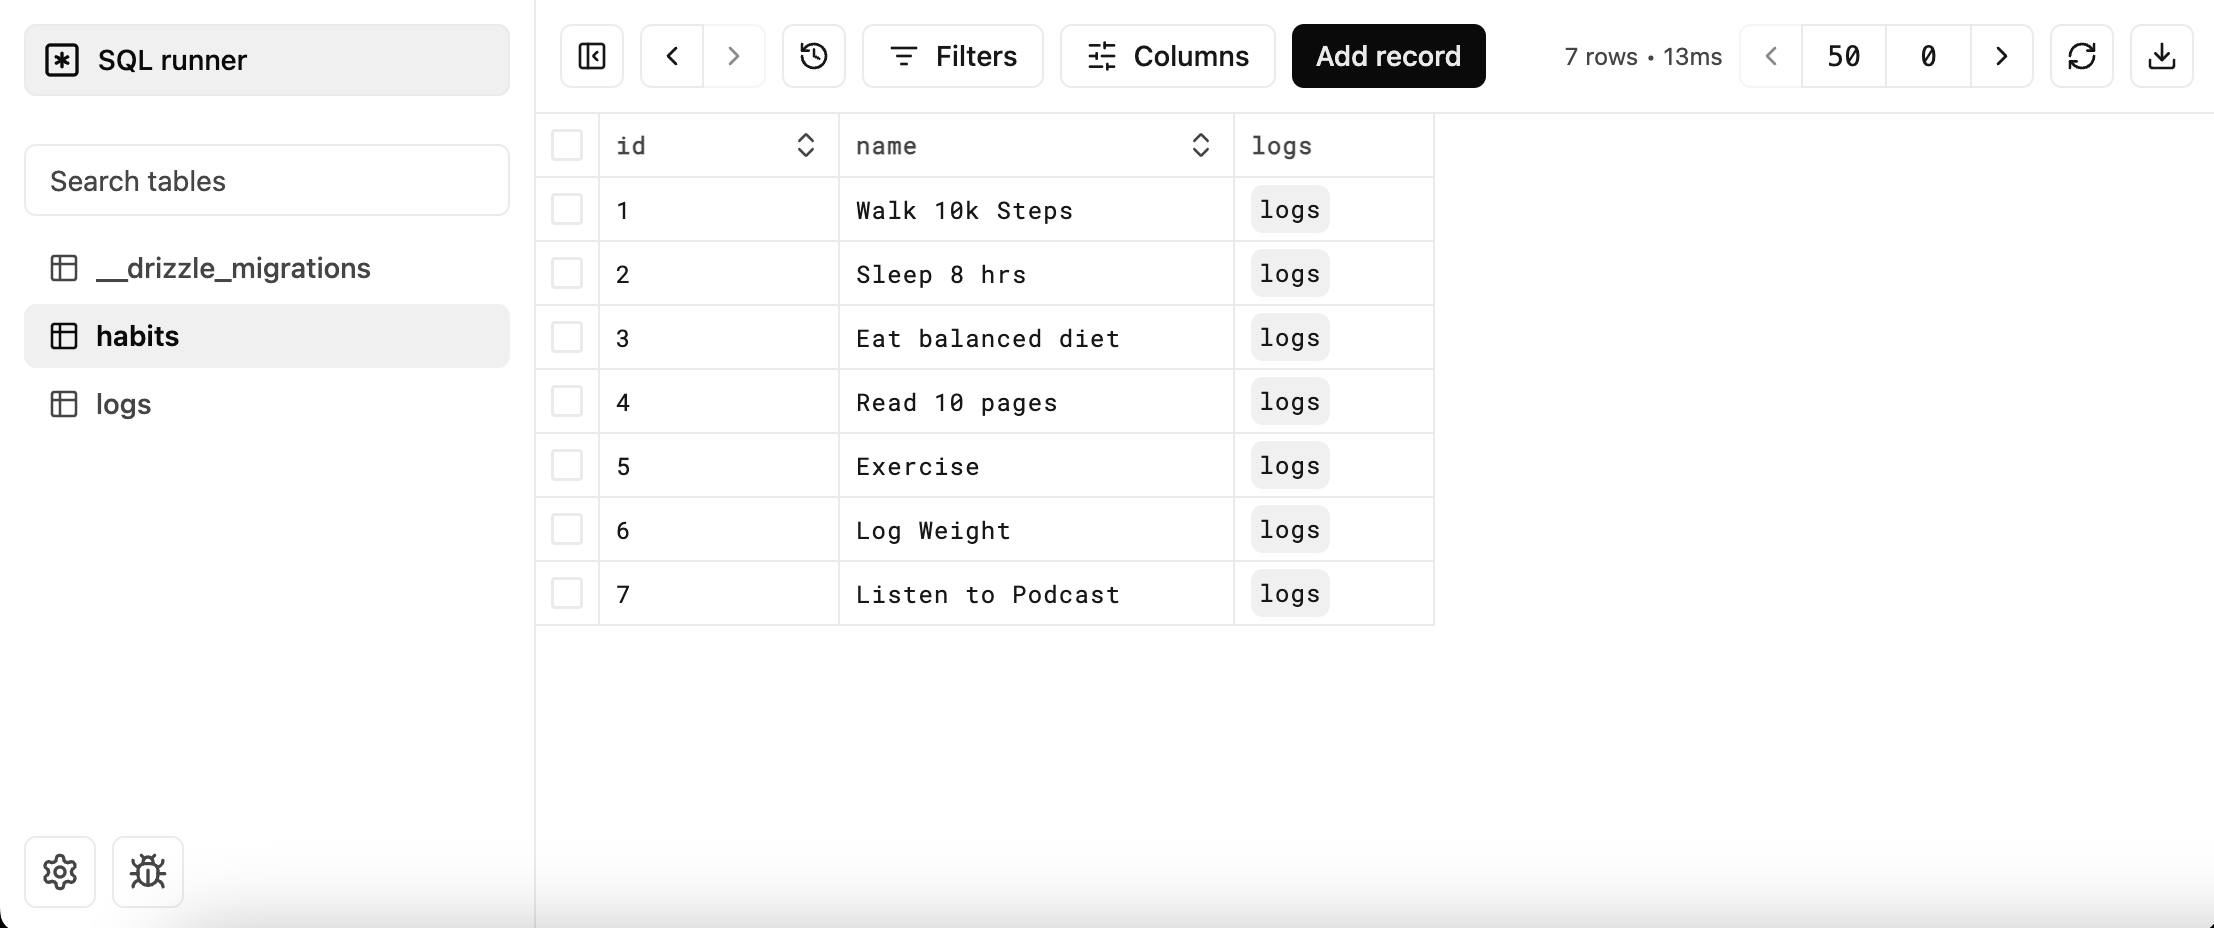 SQL runner
Search tables
__drizzle_migrations
habits
logs
Filters
Columns
Add record
7 rows • 13ms
50
0
id name logs
1 Walk 10k Steps logs
2 Sleep 8 hrs logs
3 Eat balanced diet logs
4 Read 10 pages logs
5 Exercise logs
6 Log Weight logs
7 Listen to Podcast logs